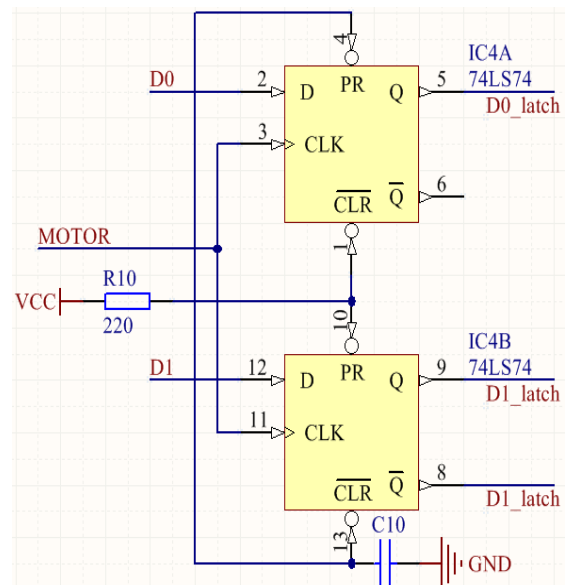 4
IC4A
74LS74
D0
2
D
PR
Q
5
D0_latch
3
CLK
CLR
Q
6
1
MOTOR
R10
VCC
220
10
IC4B
74LS74
D1
12
D
PR
Q
9
D1_latch
11
CLK
CLR
Q
8
D1_latch
13
C10
GND